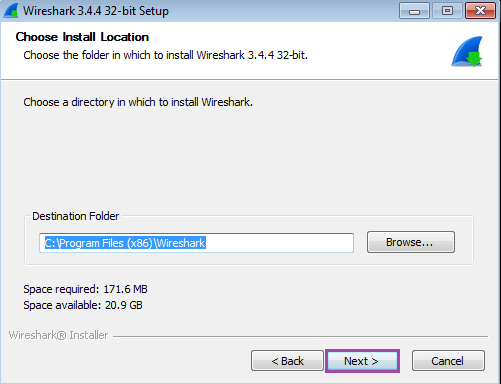 Wireshark 3.4.4 32-bit Setup
Choose Install Location
Choose the folder in which to install Wireshark 3.4.4 32-bit.
Choose a directory in which to install Wireshark.
Destination Folder
C:\Program Files (x86)\Wireshark
Browse...
Space required: 171.6 MB
Space available: 20.9 GB
Wireshark® Installer
< Back
Next >
Cancel